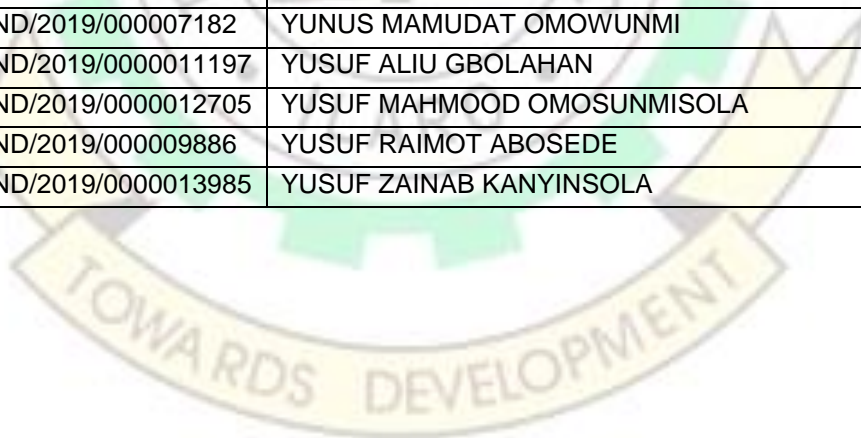 ND/2019/000007182 YUNUS MAMUDAT OMOWUNMI
ND/2019/0000011197 YUSUF ALIU GBOLAHAN
ND/2019/0000012705 YUSUF MAHMOOD OMOSUNMISOLA
ND/2019/000009886 YUSUF RAIMOT ABOSEDE
ND/2019/0000013985 YUSUF ZAINAB KANYINSOLA
TOWARDS DEVELOPMENT